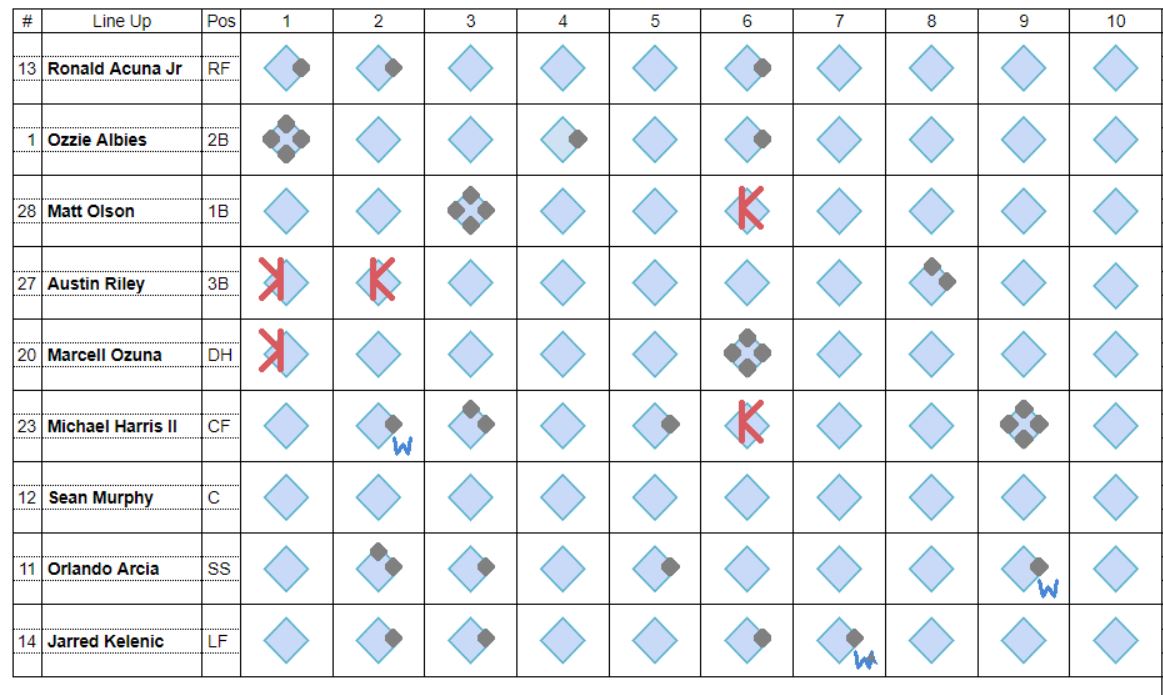 # Line Up Pos 1 2 3 4 5 6 7 8 9 10
13 Ronald Acuna Jr RF
1 Ozzie Albies 2B
28 Matt Olson 1B K
27 Austin Riley 3B ꓘ K
20 Marcell Ozuna DH ꓘ
23 Michael Harris II CF W K
12 Sean Murphy C
11 Orlando Arcia SS W
14 Jarred Kelenic LF W